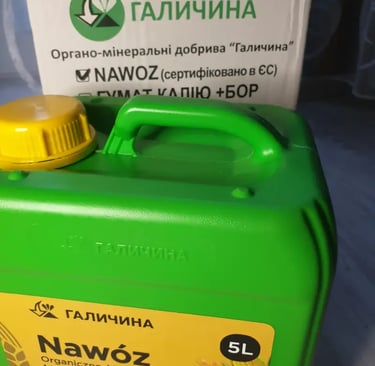 ГАЛИЧИНА
Органо-мінеральні добрива "Галичина"
NAWOZ (сертифіковано в ЄС)
ГУМАТ КАЛІЮ +БОР
ГАЛИЧИНА
ГАЛИЧИНА
Nawóz
5L